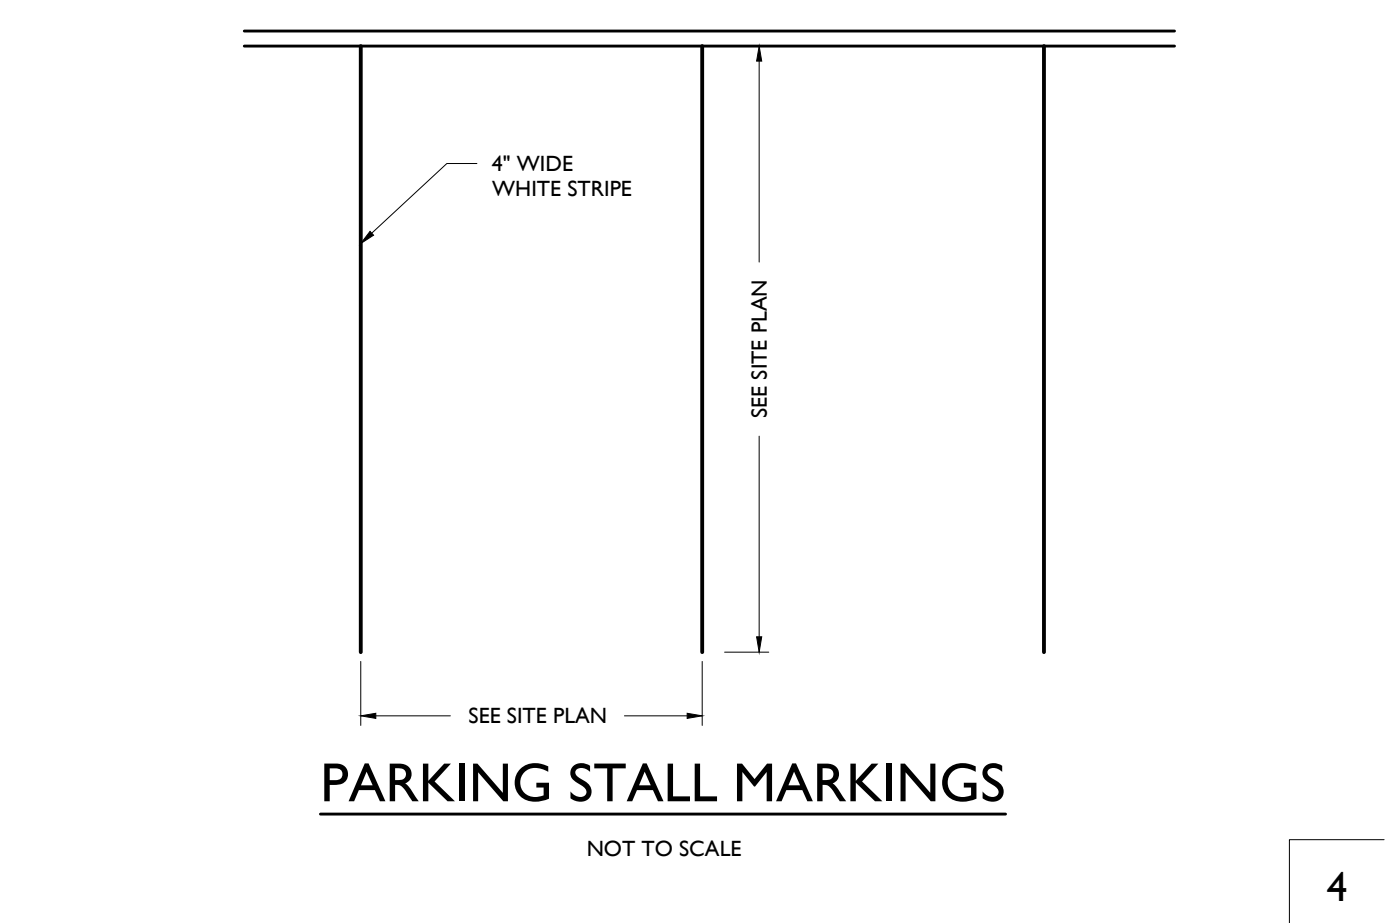 4" WIDE
WHITE STRIPE
SEE SITE PLAN
SEE SITE PLAN
PARKING STALL MARKINGS
NOT TO SCALE
4